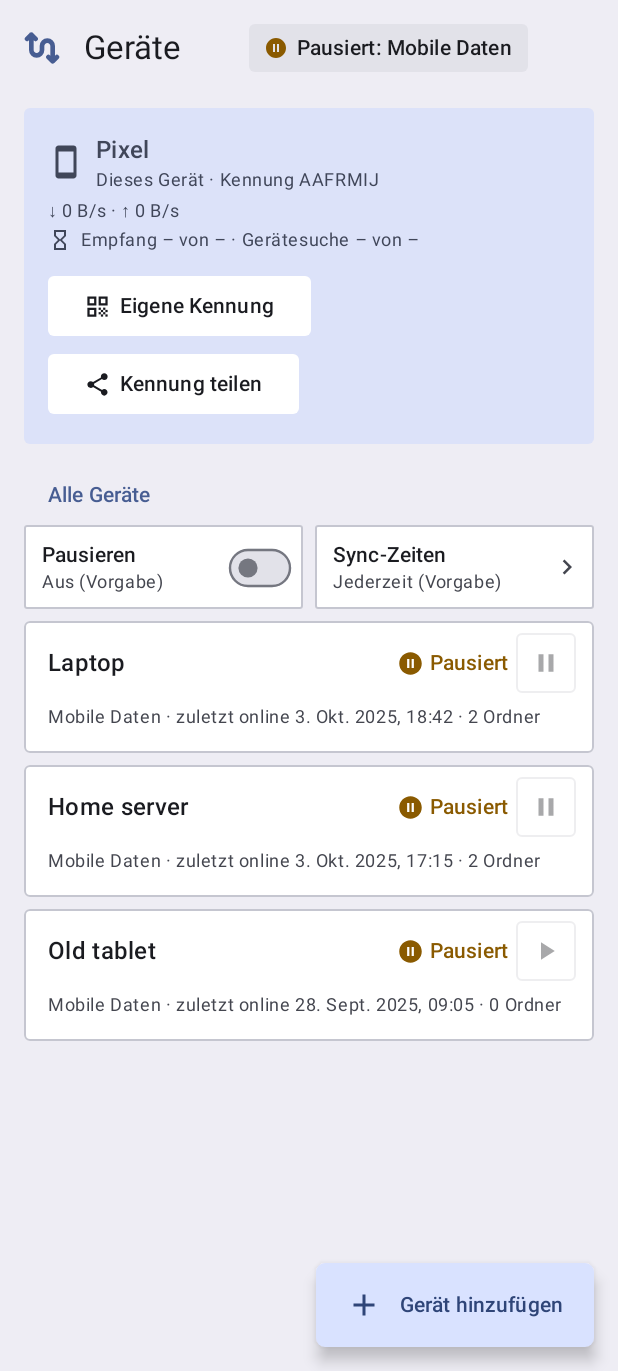 Geräte
Pausiert: Mobile Daten
Pixel
Dieses Gerät · Kennung AAFRMIJ
↓ 0 B/s · ↑ 0 B/s
Empfang – von – · Gerätesuche – von –
Eigene Kennung
Kennung teilen
Alle Geräte
Pausieren
Aus (Vorgabe)
Sync-Zeiten
Jederzeit (Vorgabe)
Laptop
Pausiert
Mobile Daten · zuletzt online 3. Okt. 2025, 18:42 · 2 Ordner
Home server
Pausiert
Mobile Daten · zuletzt online 3. Okt. 2025, 17:15 · 2 Ordner
Old tablet
Pausiert
Mobile Daten · zuletzt online 28. Sept. 2025, 09:05 · 0 Ordner
Gerät hinzufügen